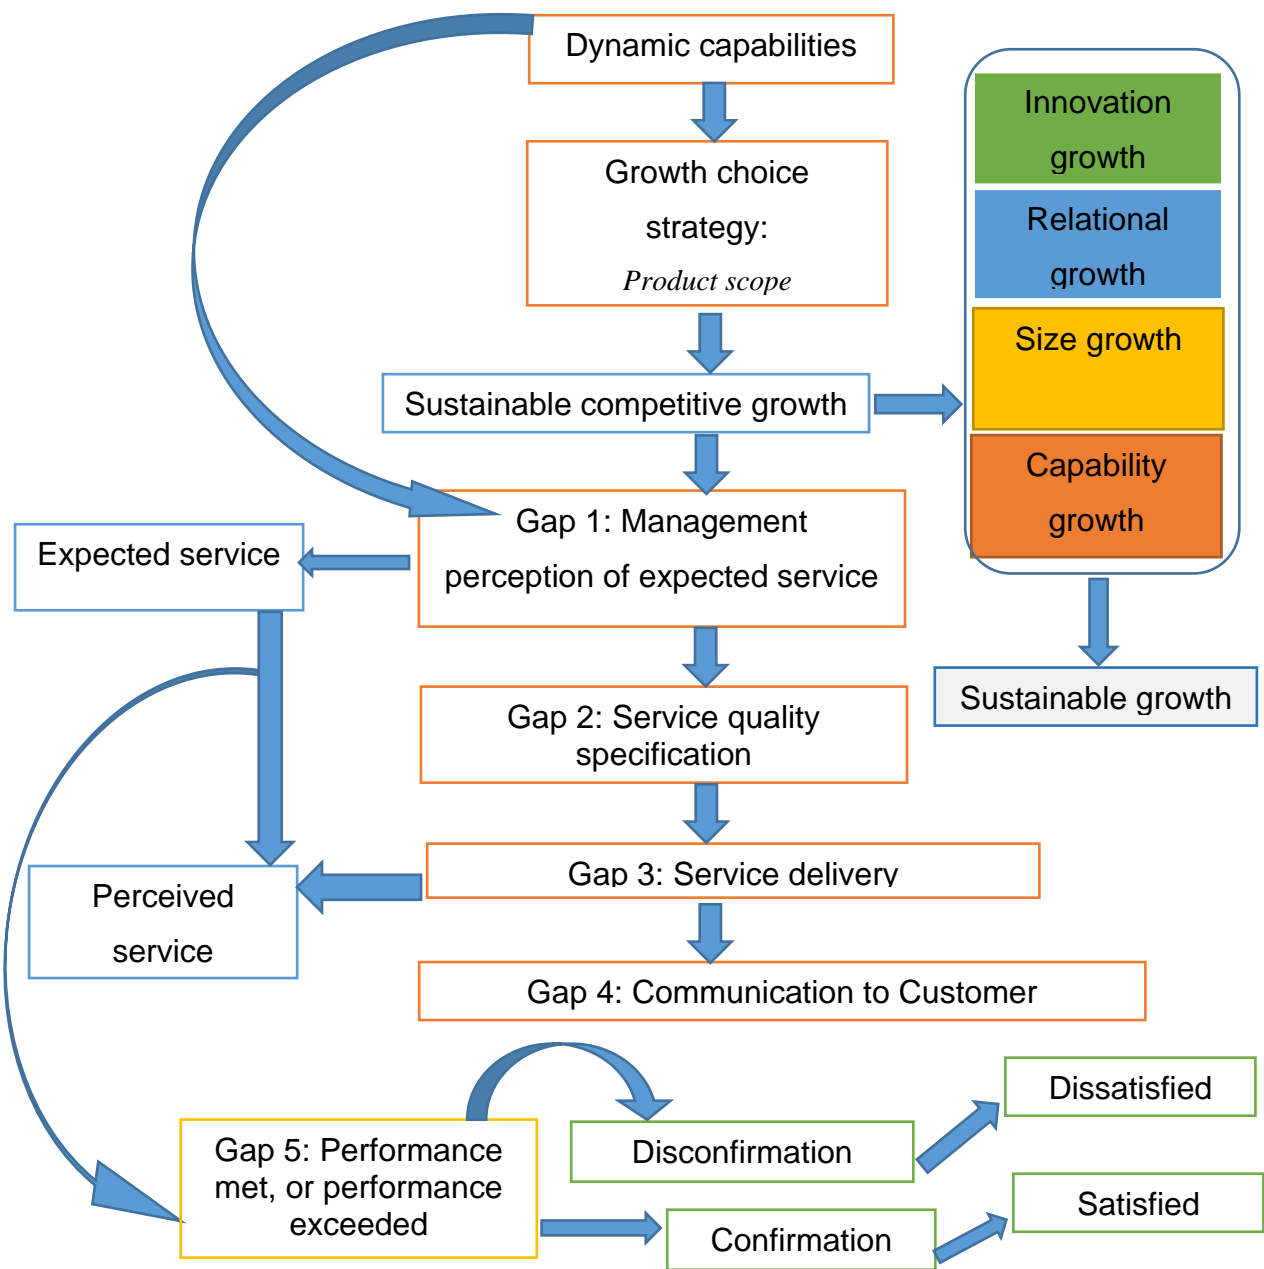 Dynamic capabilities
Growth choice
strategy:
Product scope
Sustainable competitive growth
Innovation
growth
Relational
growth
Size growth
Capability
growth
Sustainable growth
Gap 1: Management
perception of expected service
Expected service
Gap 2: Service quality
specification
Gap 3: Service delivery
Perceived
service
Gap 4: Communication to Customer
Gap 5: Performance
met, or performance
exceeded
Disconfirmation
Dissatisfied
Confirmation
Satisfied